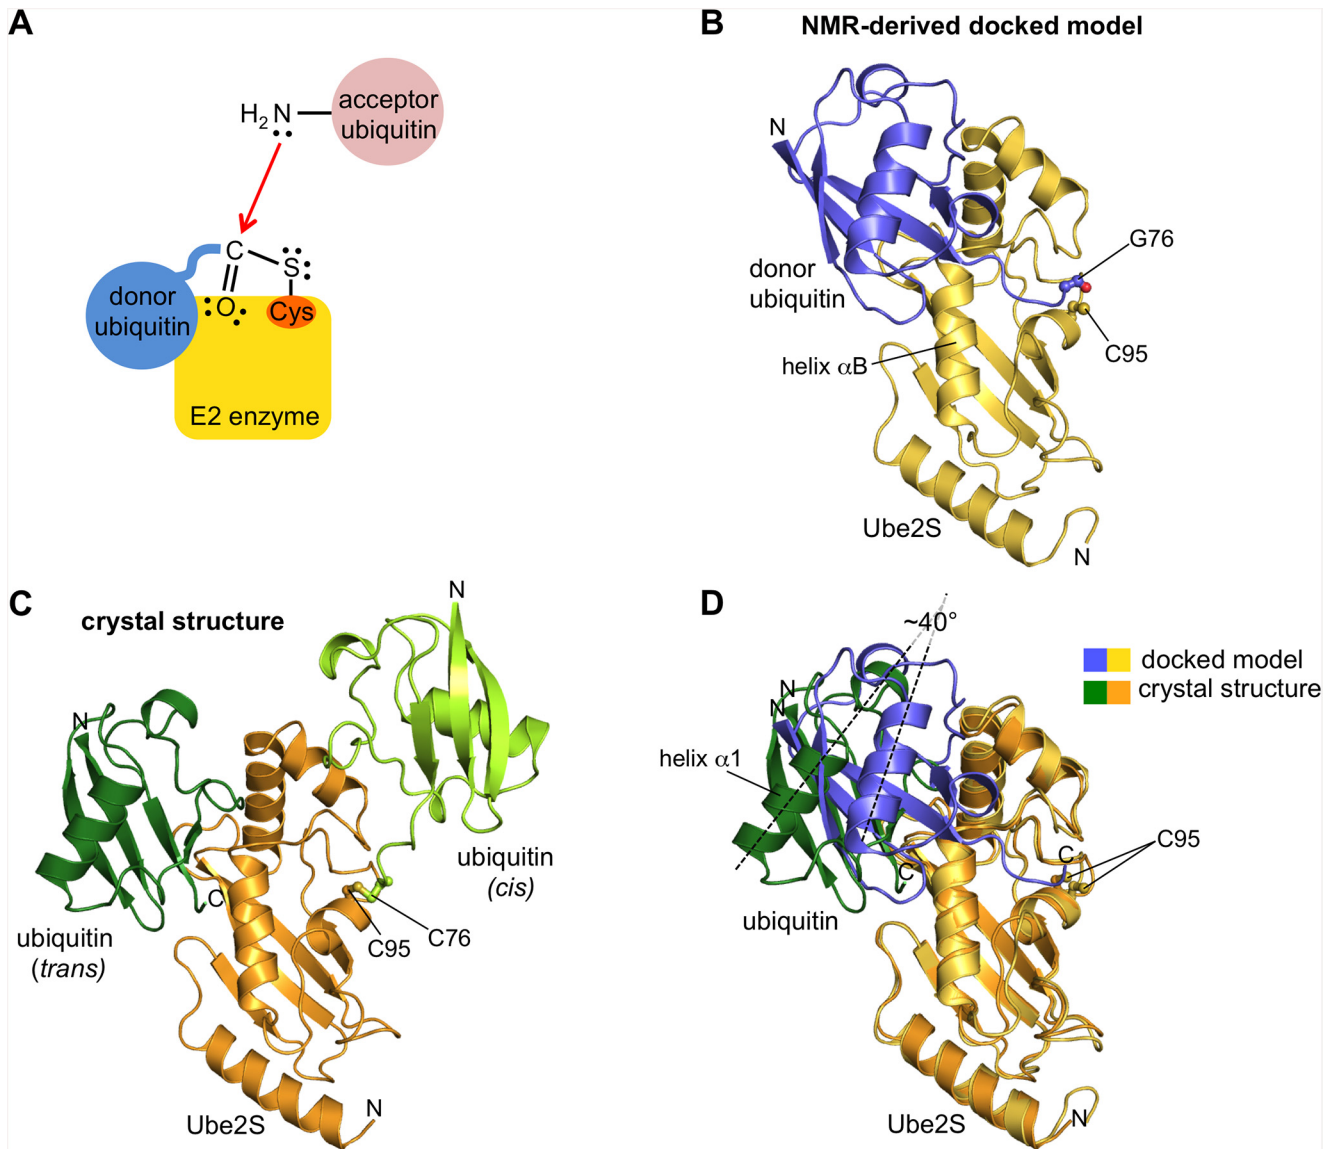 A
H2N
acceptor
ubiquitin
C
S
O
Cys
donor
ubiquitin
E2 enzyme
B
NMR-derived docked model
N
G76
donor
ubiquitin
C95
helix αB
Ube2S
N
C
crystal structure
N
N
ubiquitin
(cis)
C
C95
C76
ubiquitin
(trans)
Ube2S
N
D
~40°
docked model
crystal structure
N
N
helix α1
C95
C
C
ubiquitin
Ube2S
N